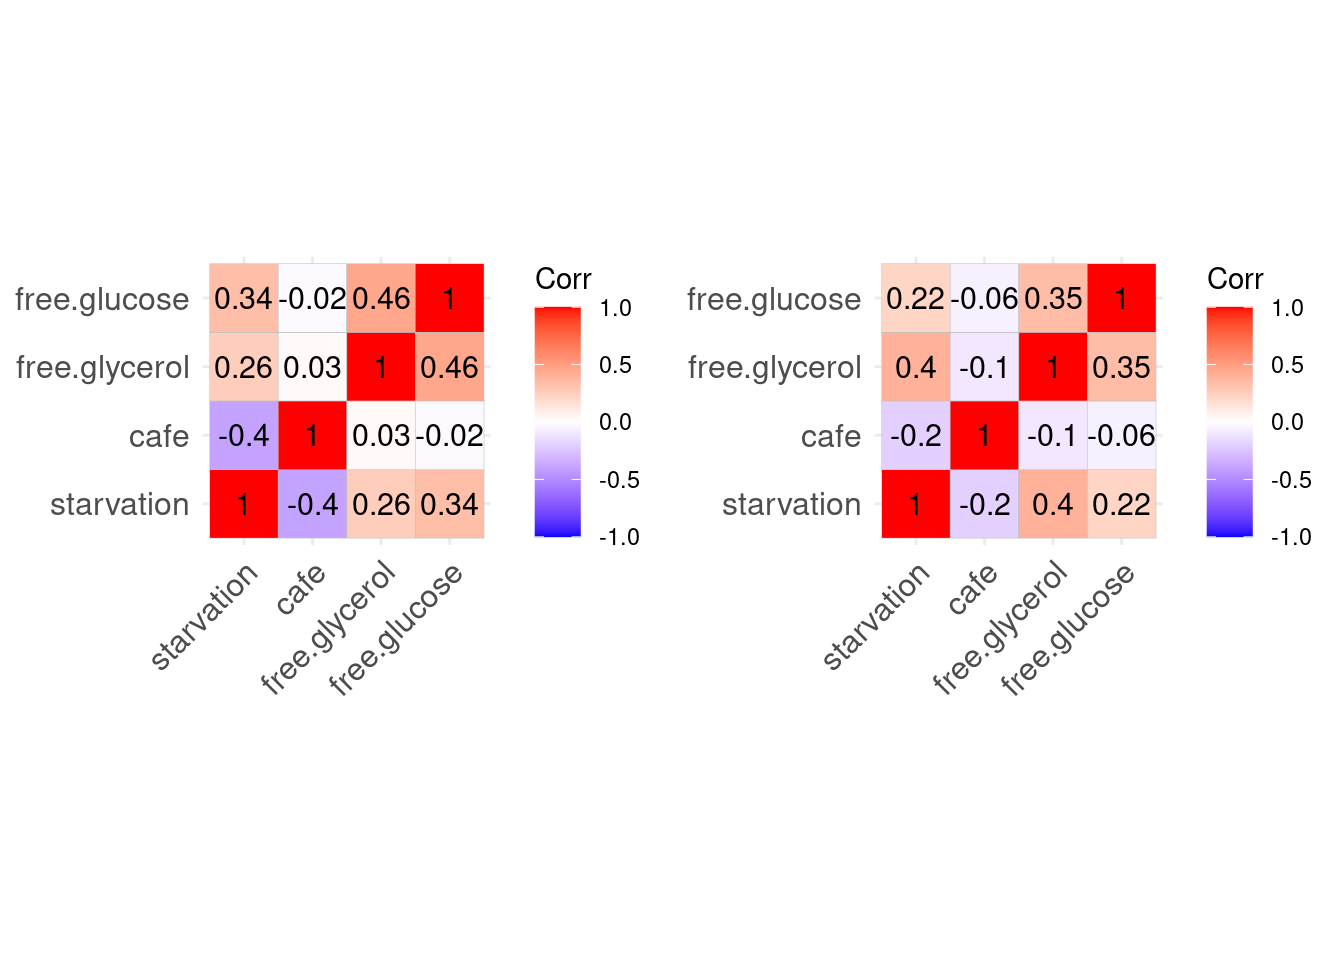 Corr
free.glucose 0.34 -0.02 0.46 1
free.glycerol 0.26 0.03 1 0.46
cafe -0.4 1 0.03 -0.02
starvation 1 -0.4 0.26 0.34
1.0
0.5
0.0
-0.5
-1.0
starvation
cafe
free.glycerol
free.glucose
Corr
free.glucose 0.22 -0.06 0.35 1
free.glycerol 0.4 -0.1 1 0.35
cafe -0.2 1 -0.1 -0.06
starvation 1 -0.2 0.4 0.22
1.0
0.5
0.0
-0.5
-1.0
starvation
cafe
free.glycerol
free.glucose